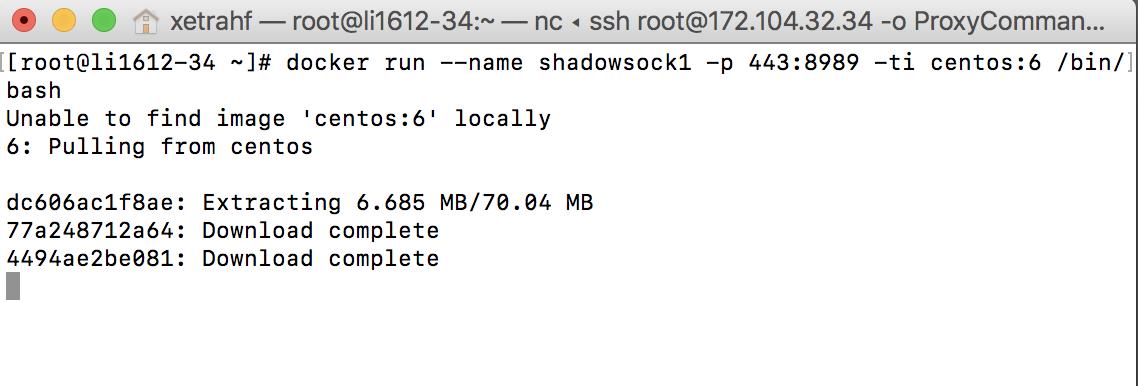 xetrahf — root@li1612-34:~ — nc ◂ ssh root@172.104.32.34 -o ProxyComman...
[[root@li1612-34 ~]# docker run --name shadowsock1 -p 443:8989 -ti centos:6 /bin/]
bash
Unable to find image 'centos:6' locally
6: Pulling from centos
dc606ac1f8ae: Extracting 6.685 MB/70.04 MB
77a248712a64: Download complete
4494ae2be081: Download complete